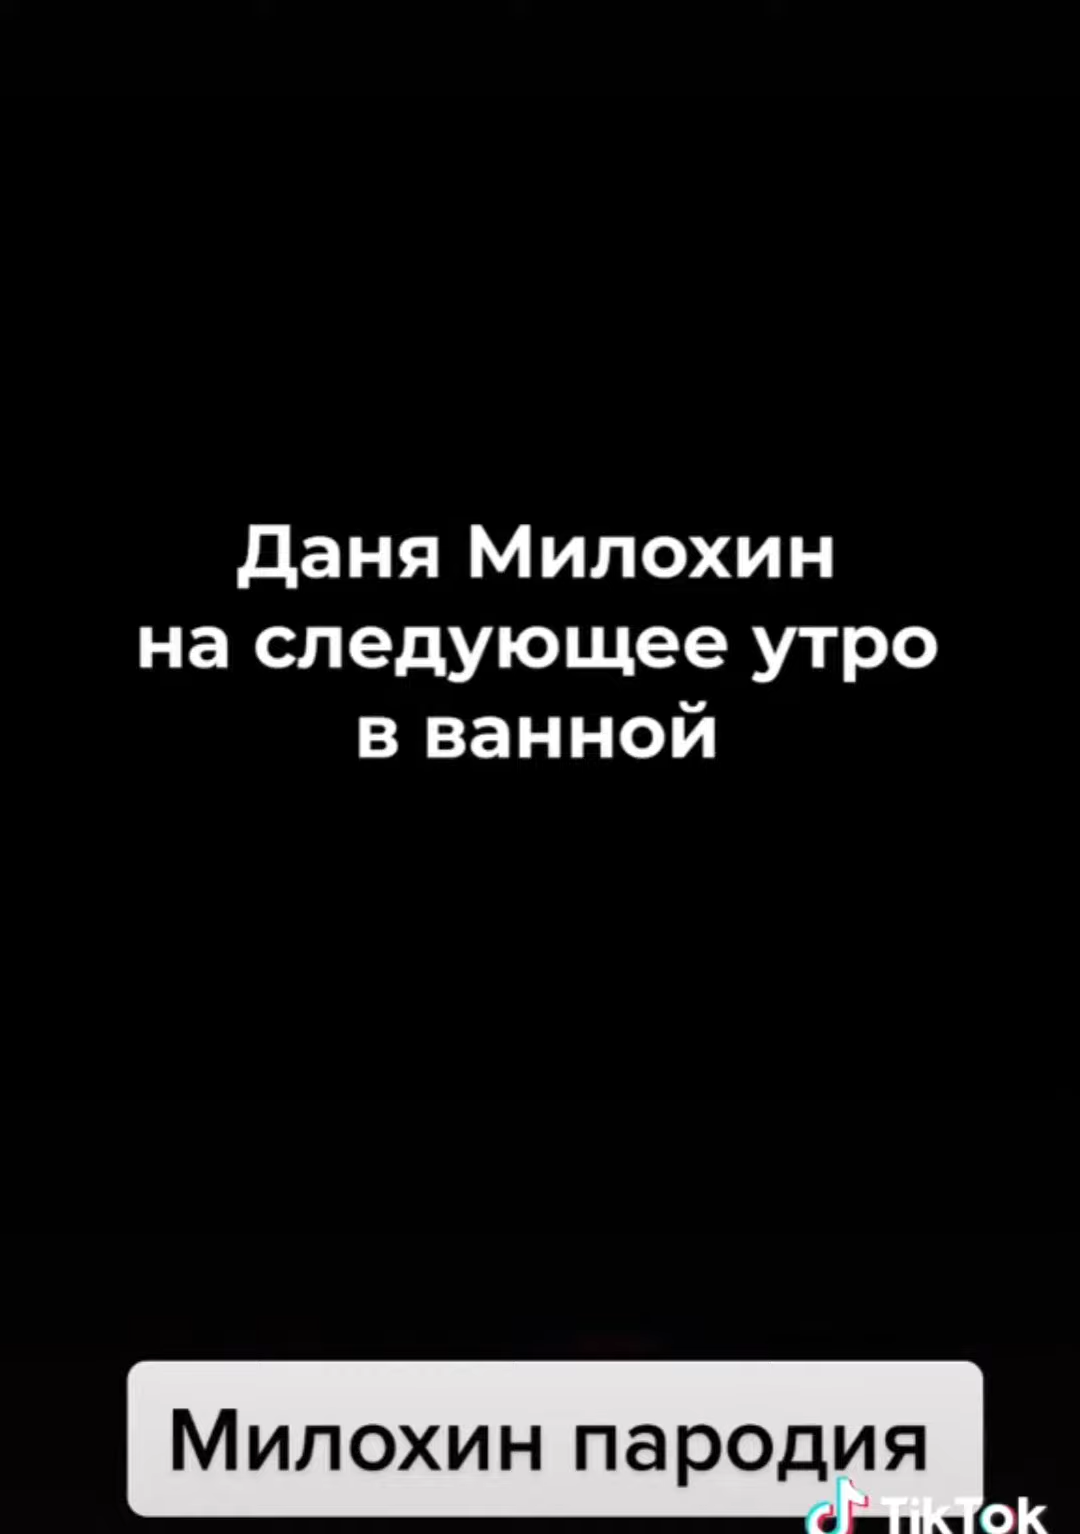 Даня Милохин
на следующее утро
в ванной
Милохин пародия
TikTok